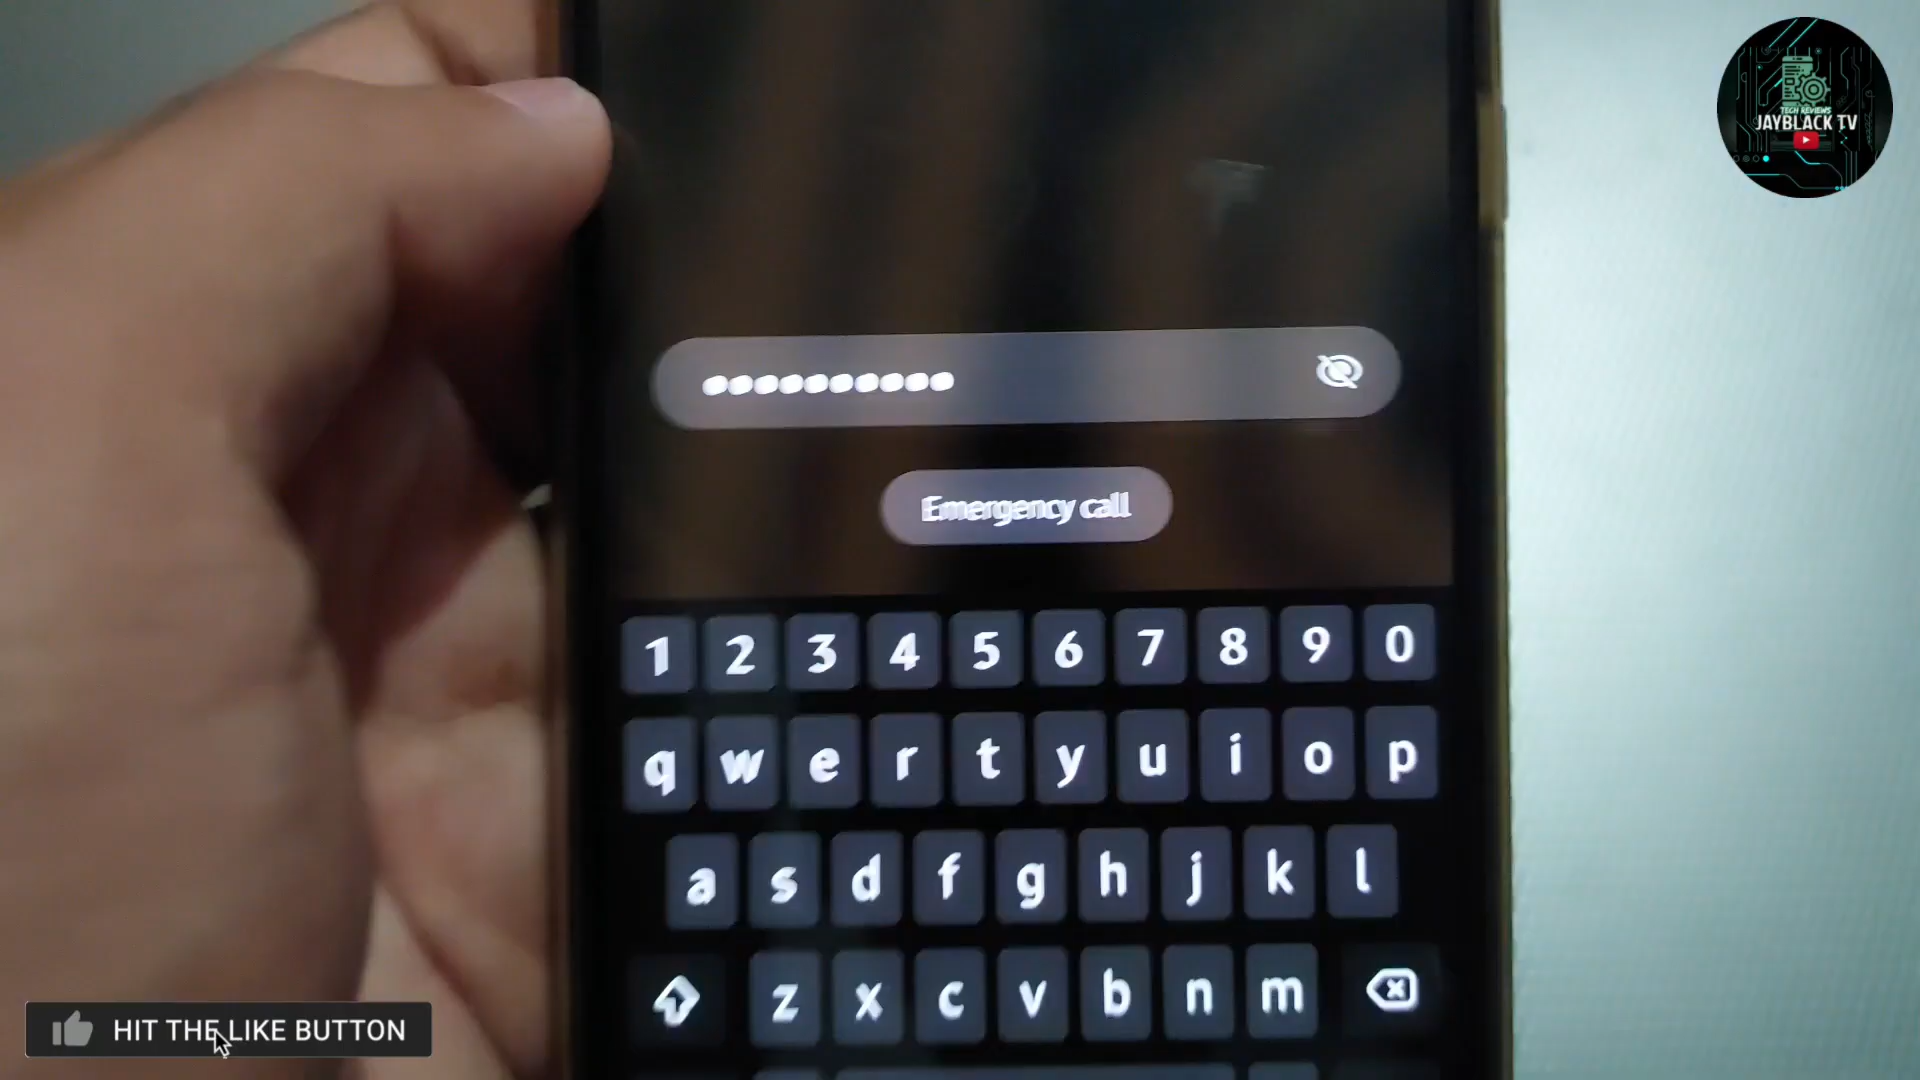 TECH REVIEWS
JAYBLACK TV
••••••••••
Emergency call
1 2 3 4 5 6 7 8 9 0
q w e r t y u i o p
a s d f g h j k l
z x c v b n m
HIT THE LIKE BUTTON